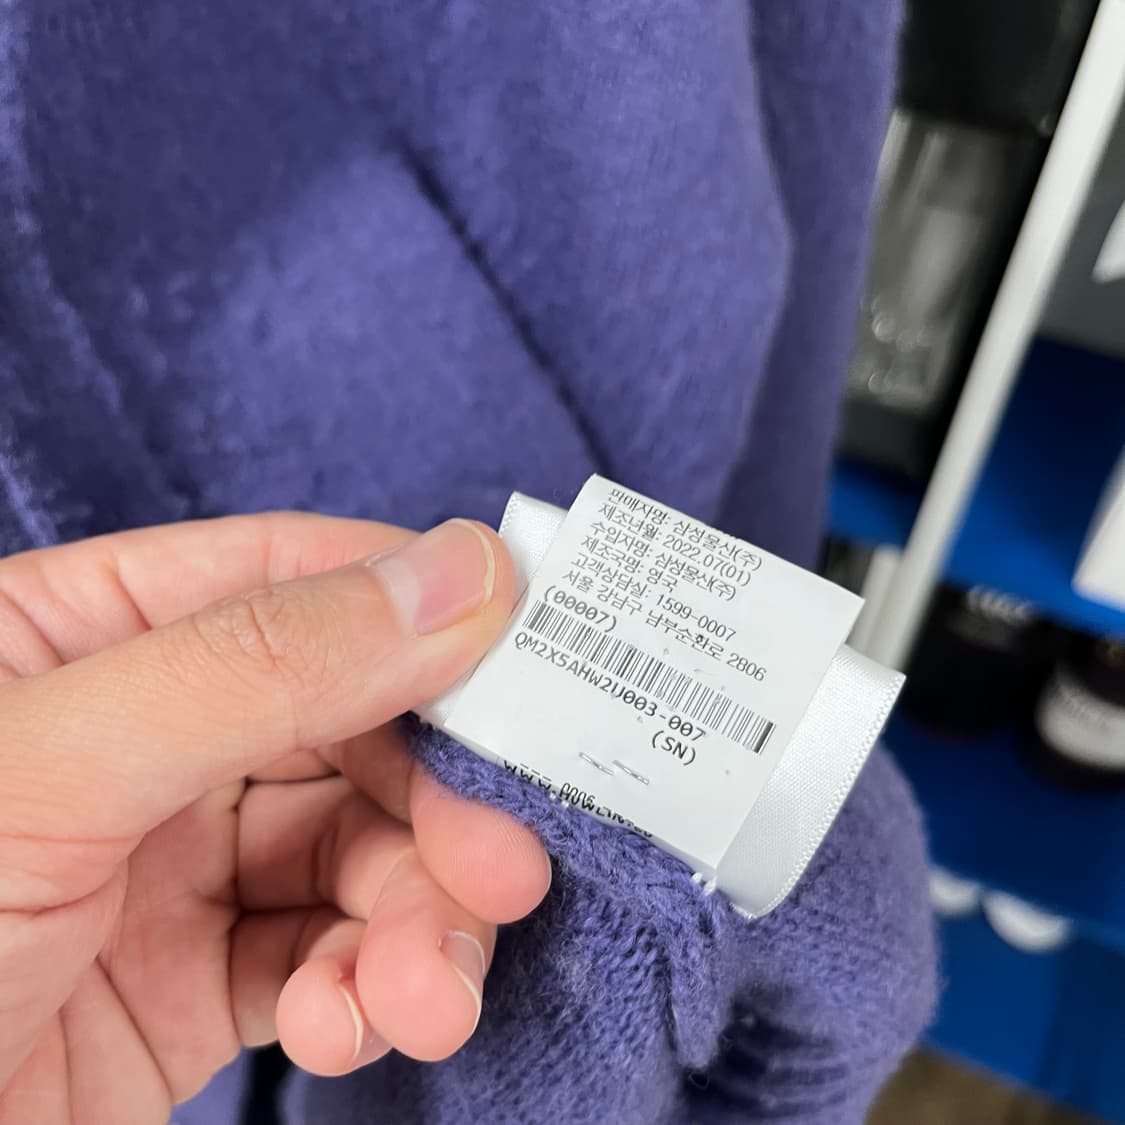 판매자명: 삼성물산(주)
제조년월: 2022.07(01)
수입자명: 삼성물산(주)
제조국명: 영국
고객상담실: 1599-0007
서울 강남구 남부순환로 2806
(00007)
QM2X5AHW2U003-007
(SN)